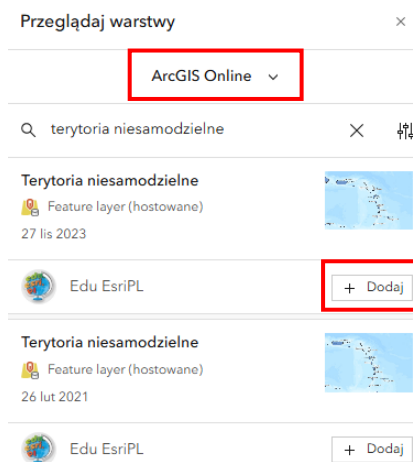 Przeglądaj warstwy
ArcGIS Online
terytoria niesamodzielne
Terytoria niesamodzielne
Feature layer (hostowane)
27 lis 2023
Edu EsriPL
+ Dodaj
Terytoria niesamodzielne
Feature layer (hostowane)
26 lut 2021
Edu EsriPL
+ Dodaj